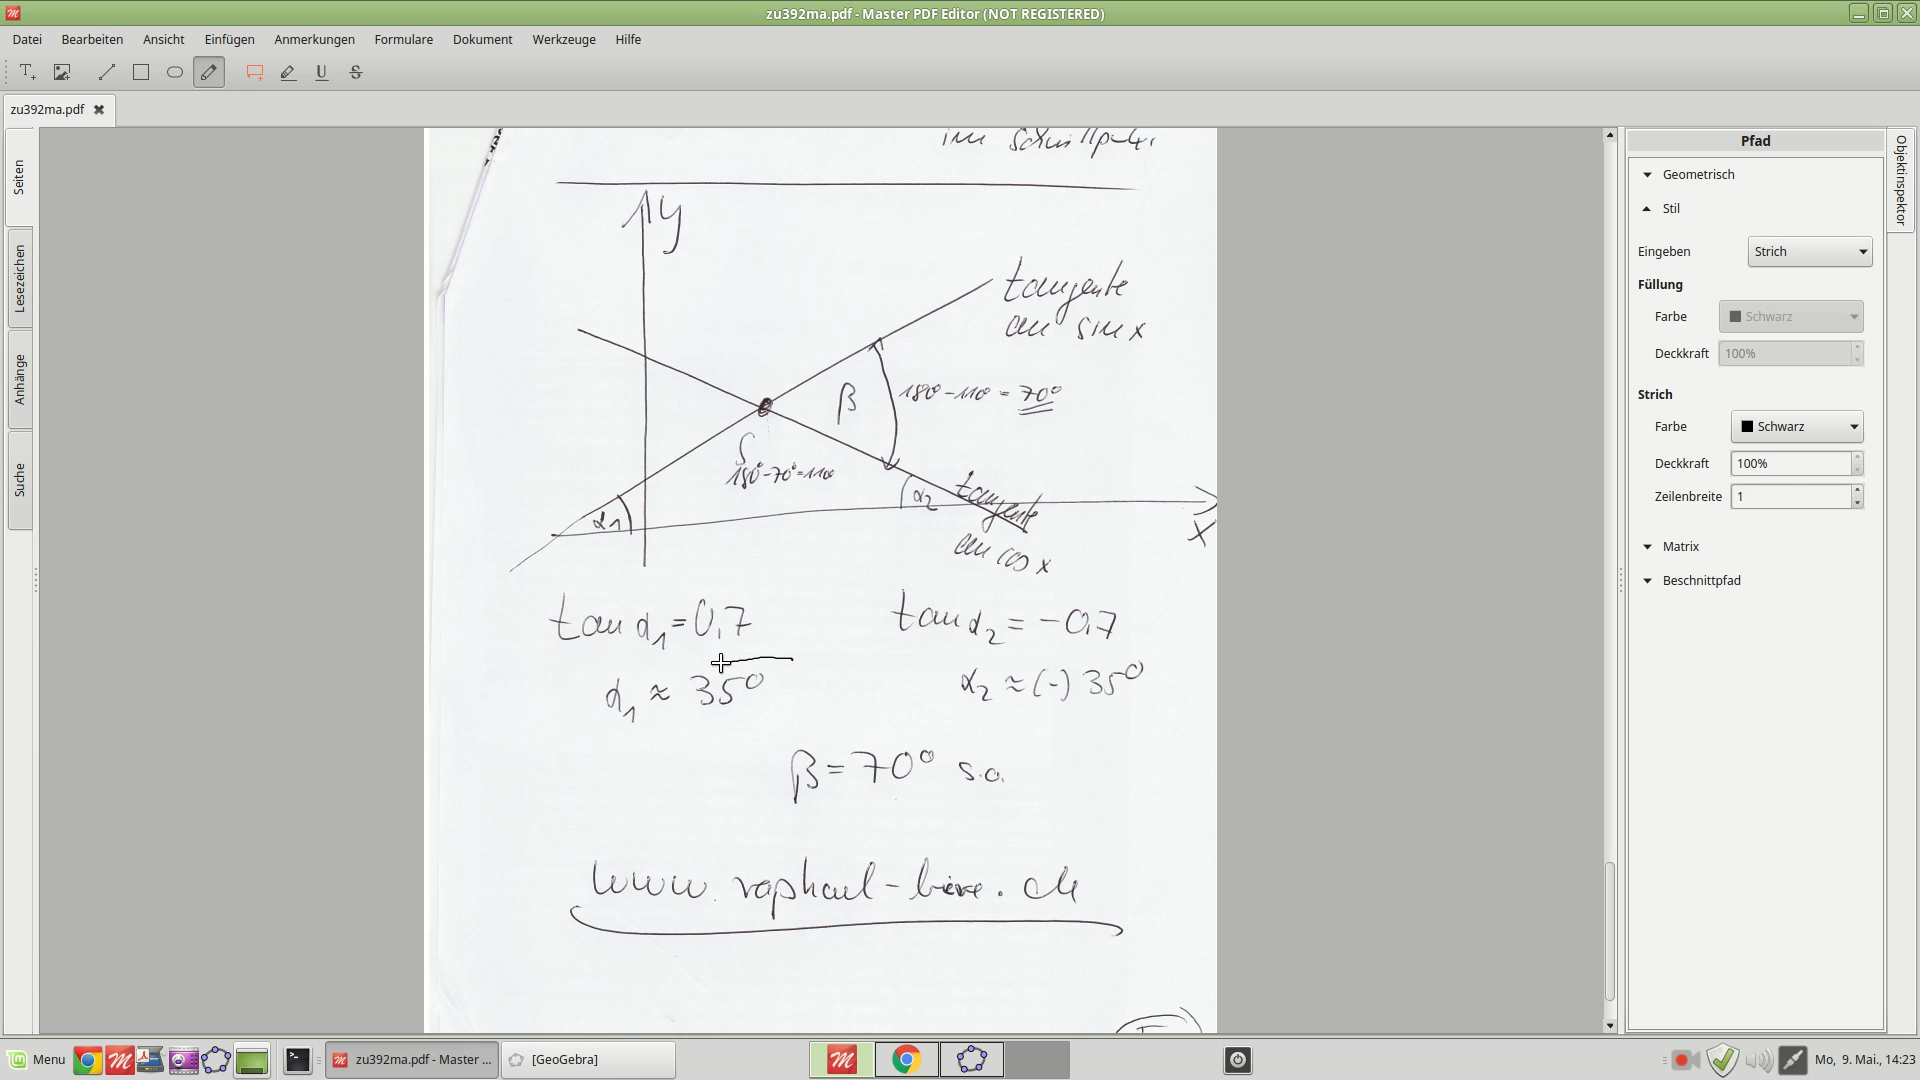 zu392ma.pdf - Master PDF Editor (NOT REGISTERED)
Datei Bearbeiten Ansicht Einfügen Anmerkungen Formulare Dokument Werkzeuge Hilfe
zu392ma.pdf
Seiten
Lesezeichen
Anhänge
Suche
im
y
tangente
an sin x
β
180°-110° = 70°
180°-70°=110°
α1
α2
tangente
an cos x
x
tan α1 = 0,7
tan α2 = -0,7
α1 ≈ 35°
α2 ≈ (-) 35°
β = 70° s.o.
www.
Pfad
Geometrisch
Stil
Eingeben Strich
Füllung
Farbe Schwarz
Deckkraft 100%
Strich
Farbe Schwarz
Deckkraft 100%
Zeilenbreite 1
Matrix
Beschnittpfad
Objektinspektor
Menu
zu392ma.pdf - Master ...
[GeoGebra]
Mo, 9. Mai., 14:23